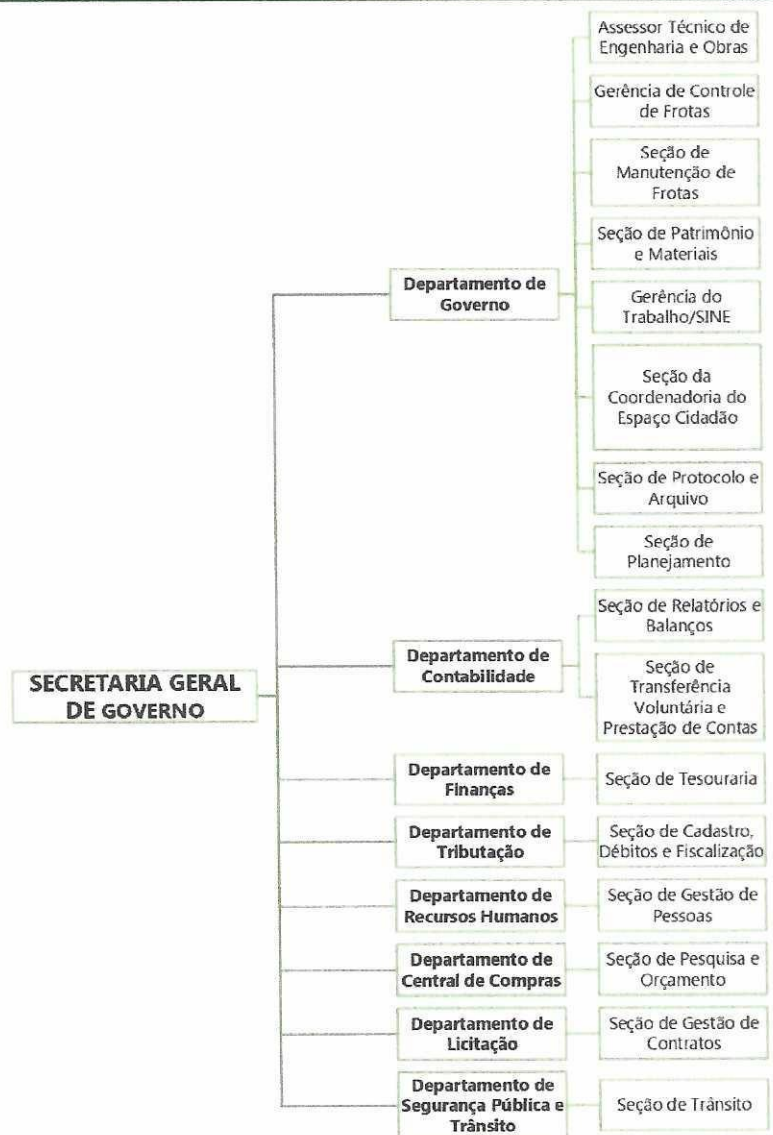 Assessor Técnico de
Engenharia e Obras
Gerência de Controle
de Frotas
Seção de
Manutenção de
Frotas
Seção de Patrimônio
e Materiais
Departamento de
Governo
Gerência do
Trabalho/SINE
Seção da
Coordenadoria do
Espaço Cidadão
Seção de Protocolo e
Arquivo
Seção de
Planejamento
SECRETARIA GERAL
DE GOVERNO
Departamento de
Contabilidade
Seção de Relatórios e
Balanços
Seção de
Transferência
Voluntária e
Prestação de Contas
Departamento de
Finanças
Seção de Tesouraria
Departamento de
Tributação
Seção de Cadastro,
Débitos e Fiscalização
Departamento de
Recursos Humanos
Seção de Gestão de
Pessoas
Departamento de
Central de Compras
Seção de Pesquisa e
Orçamento
Departamento de
Licitação
Seção de Gestão de
Contratos
Departamento de
Segurança Pública e
Trânsito
Seção de Trânsito